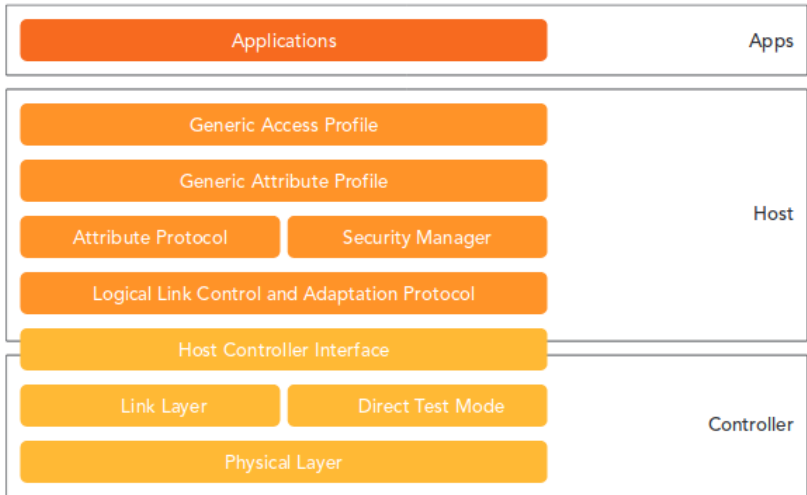 Applications
Apps
Generic Access Profile
Generic Attribute Profile
Attribute Protocol
Security Manager
Host
Logical Link Control and Adaptation Protocol
Host Controller Interface
Link Layer
Direct Test Mode
Controller
Physical Layer